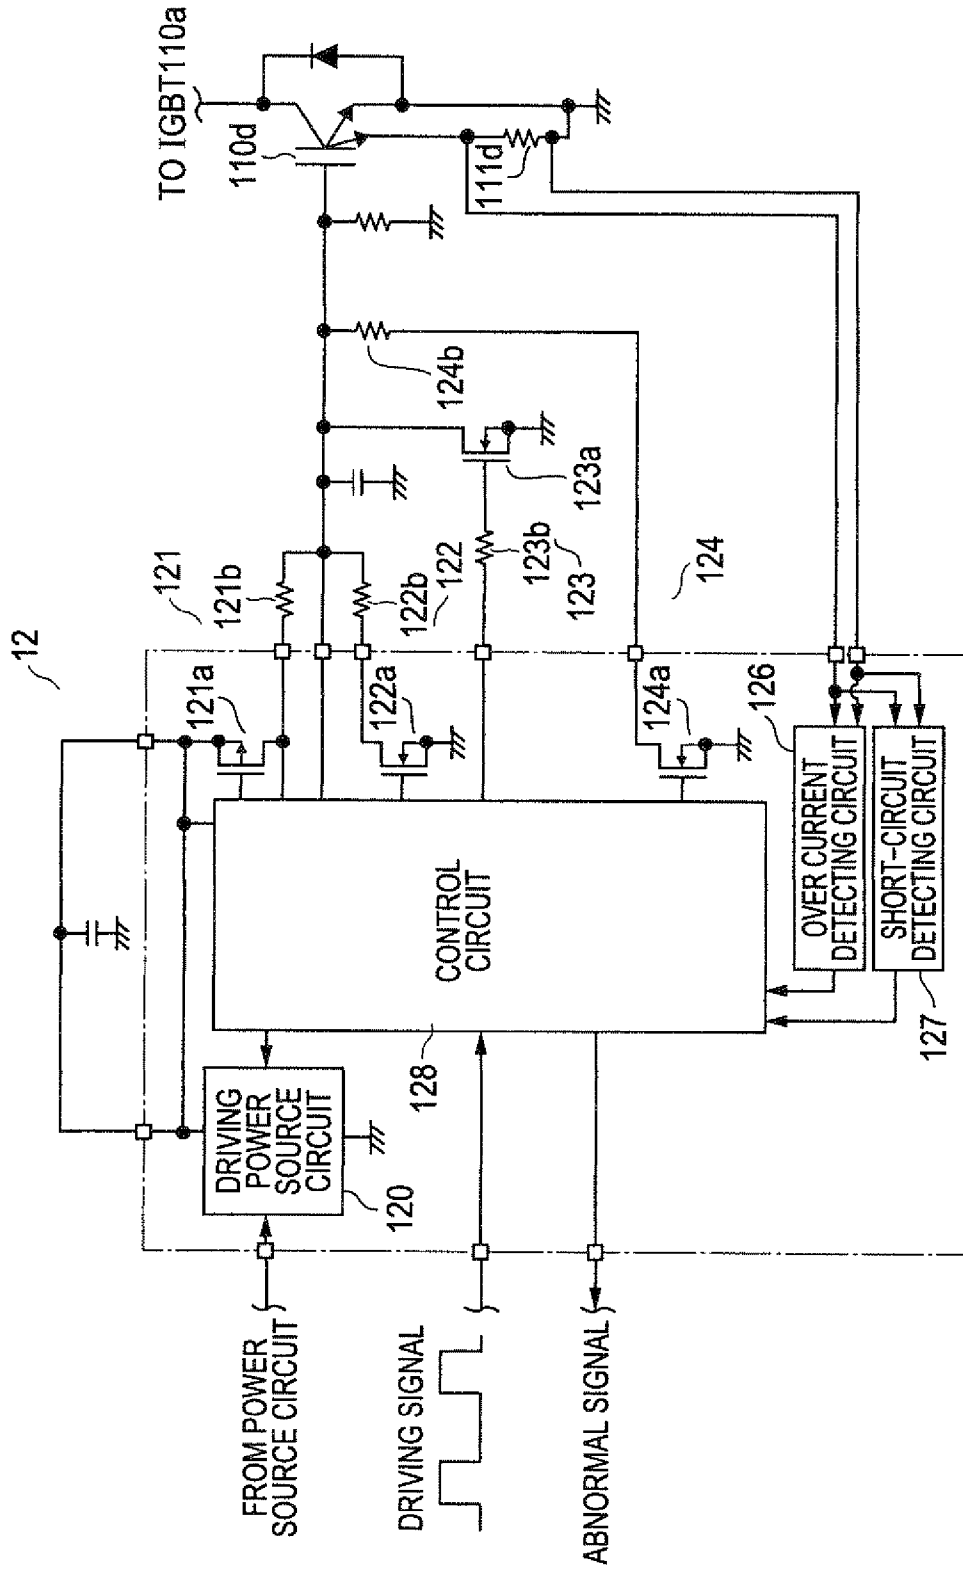 12
TO IGBT110a
110d
111d
121
121a
121b
122
122a
122b
123
123a
123b
124
124a
124b
FROM POWER
SOURCE CIRCUIT
DRIVING
POWER
SOURCE
CIRCUIT
120
DRIVING SIGNAL
ABNORMAL SIGNAL
CONTROL
CIRCUIT
128
126
OVER CURRENT
DETECTING CIRCUIT
SHORT-CIRCUIT
DETECTING CIRCUIT
127